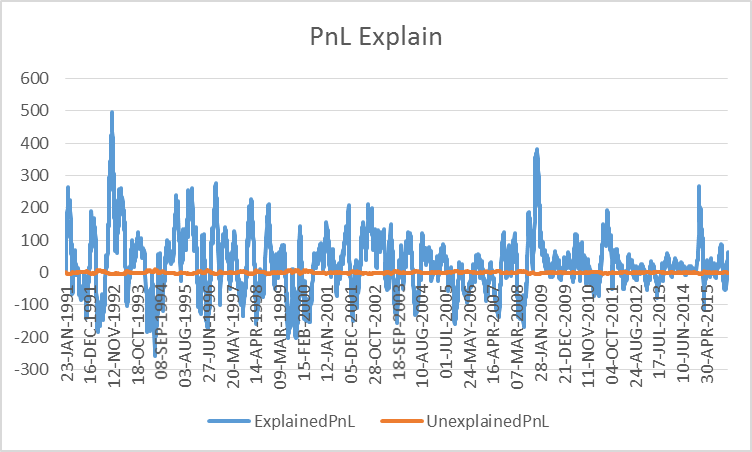 PnL Explain
600
500
400
300
200
100
0
-100
-200
-300
23-JAN-1991
16-DEC-1991
12-NOV-1992
18-OCT-1993
08-SEP-1994
03-AUG-1995
27-JUN-1996
20-MAY-1997
14-APR-1998
09-MAR-1999
15-FEB-2000
12-JAN-2001
05-DEC-2001
28-OCT-2002
18-SEP-2003
10-AUG-2004
01-JUL-2005
24-MAY-2006
16-APR-2007
07-MAR-2008
28-JAN-2009
21-DEC-2009
11-NOV-2010
04-OCT-2011
24-AUG-2012
17-JUL-2013
10-JUN-2014
30-APR-2015
ExplainedPnL UnexplainedPnL